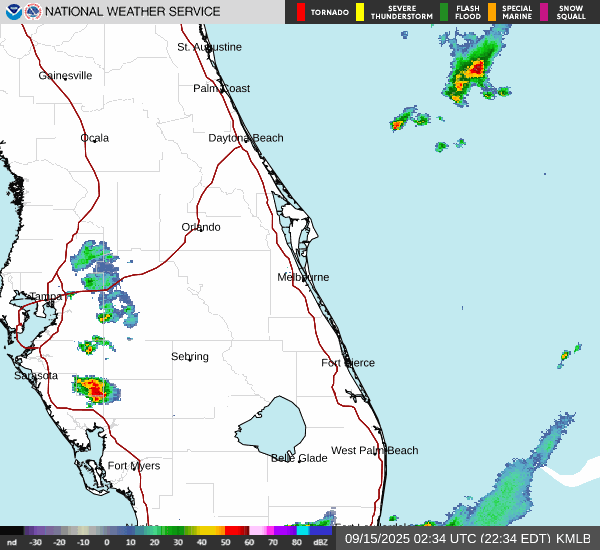 NATIONAL WEATHER SERVICE
TORNADO
SEVERE THUNDERSTORM
FLASH FLOOD
SPECIAL MARINE
SNOW SQUALL
St. Augustine
Gainesville
Palm Coast
Ocala
Daytona Beach
Orlando
Melbourne
Tampa
Sebring
Fort Pierce
Sarasota
West Palm Beach
Belle Glade
Fort Myers
nd -30 -20 -10 0 10 20 30 40 50 60 70 80 dBZ
09/15/2025 02:34 UTC (22:34 EDT) KMLB